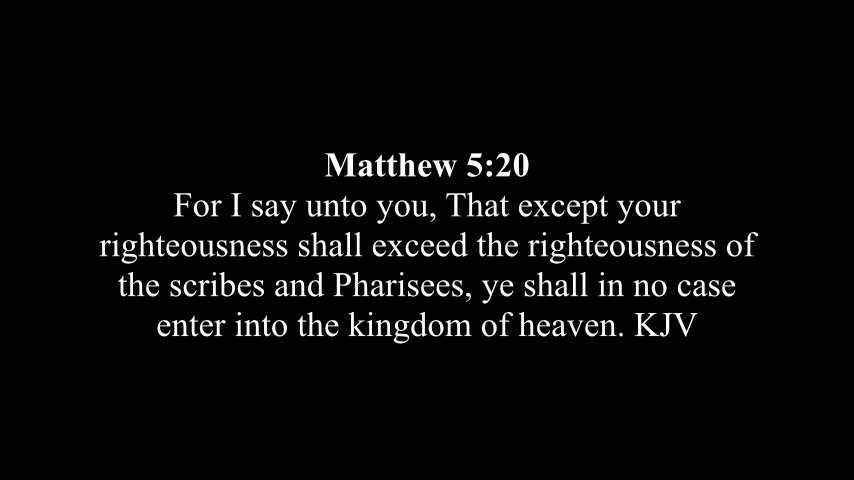 Matthew 5:20
For I say unto you, That except your
righteousness shall exceed the righteousness of
the scribes and Pharisees, ye shall in no case
enter into the kingdom of heaven. KJV